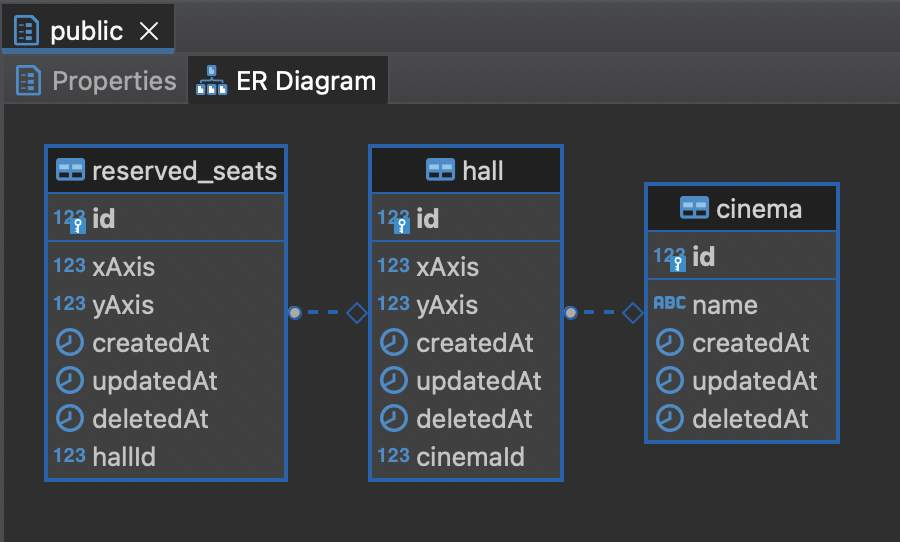 public
Properties
ER Diagram
reserved_seats
123 id
123 xAxis
123 yAxis
createdAt
updatedAt
deletedAt
123 hallId
hall
123 id
123 xAxis
123 yAxis
createdAt
updatedAt
deletedAt
123 cinemaId
cinema
123 id
ABC name
createdAt
updatedAt
deletedAt